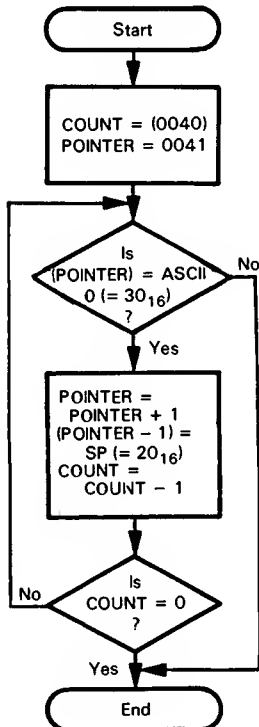 Start
COUNT = (0040)
POINTER = 0041
Is
(POINTER) = ASCII
0 (= 30₁₆)
?
No
Yes
POINTER =
POINTER + 1
(POINTER − 1) =
SP (= 20₁₆)
COUNT =
COUNT − 1
Is
COUNT = 0
?
No
Yes
End